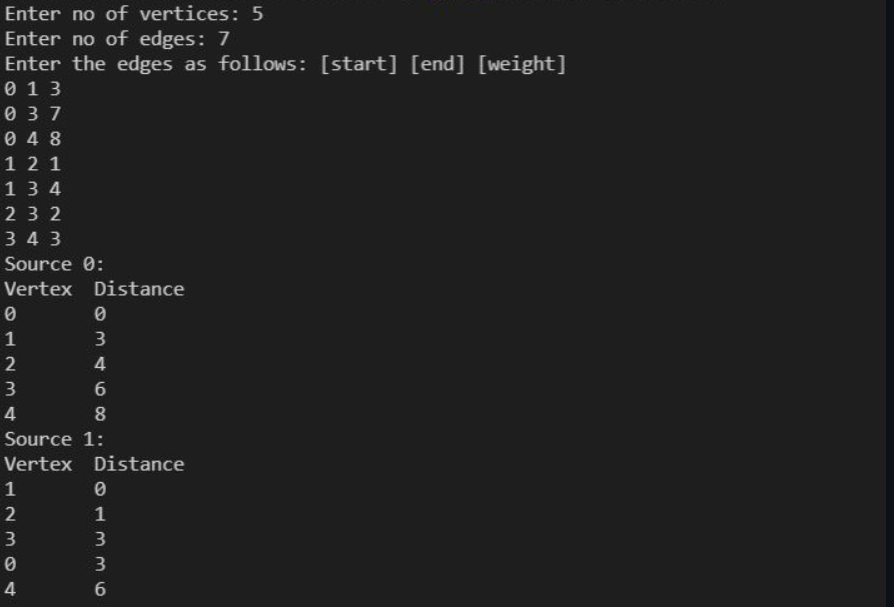 Enter no of vertices: 5
Enter no of edges: 7
Enter the edges as follows: [start] [end] [weight]
0 1 3
0 3 7
0 4 8
1 2 1
1 3 4
2 3 2
3 4 3
Source 0:
Vertex  Distance
0       0
1       3
2       4
3       6
4       8
Source 1:
Vertex  Distance
1       0
2       1
3       3
0       3
4       6